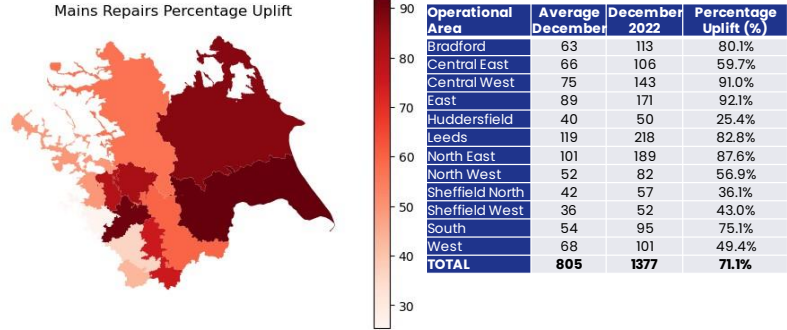 Mains Repairs Percentage Uplift
90
80
70
60
50
40
30
Operational Area Average December December 2022 Percentage Uplift (%)
Bradford 63 113 80.1%
Central East 66 106 59.7%
Central West 75 143 91.0%
East 89 171 92.1%
Huddersfield 40 50 25.4%
Leeds 119 218 82.8%
North East 101 189 87.6%
North West 52 82 56.9%
Sheffield North 42 57 36.1%
Sheffield West 36 52 43.0%
South 54 95 75.1%
West 68 101 49.4%
TOTAL 805 1377 71.1%